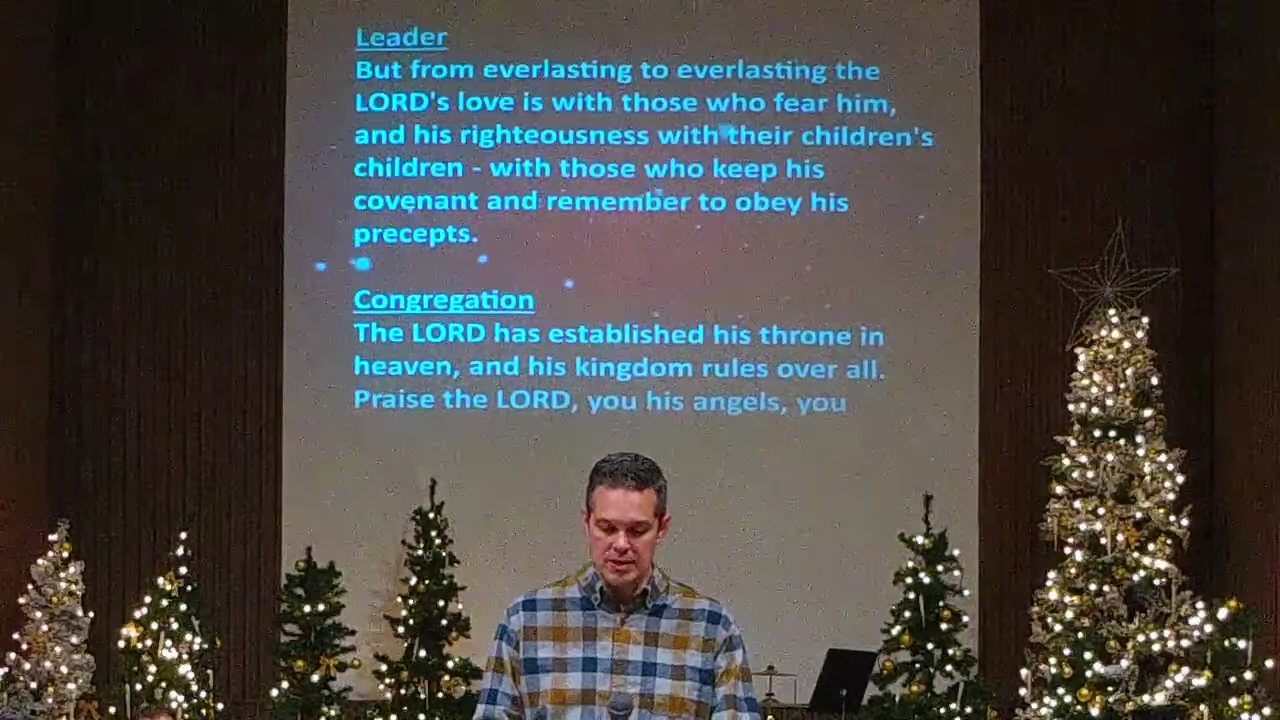 Leader
But from everlasting to everlasting the
LORD's love is with those who fear him,
and his righteousness with their children's
children - with those who keep his
covenant and remember to obey his
precepts.
Congregation
The LORD has established his throne in
heaven, and his kingdom rules over all.
Praise the LORD, you his angels, you